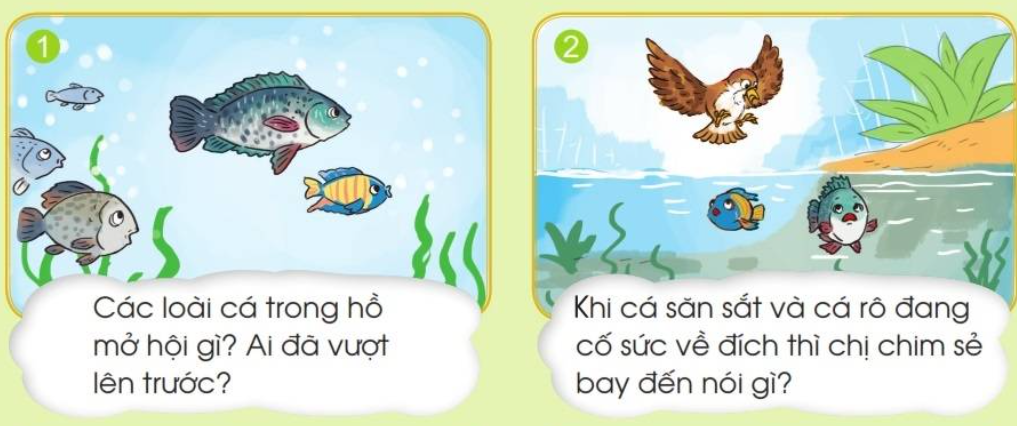 1
Các loài cá trong hồ
mở hội gì? Ai đã vượt
lên trước?
2
Khi cá săn sắt và cá rô đang
cố sức về đích thì chị chim sẻ
bay đến nói gì?